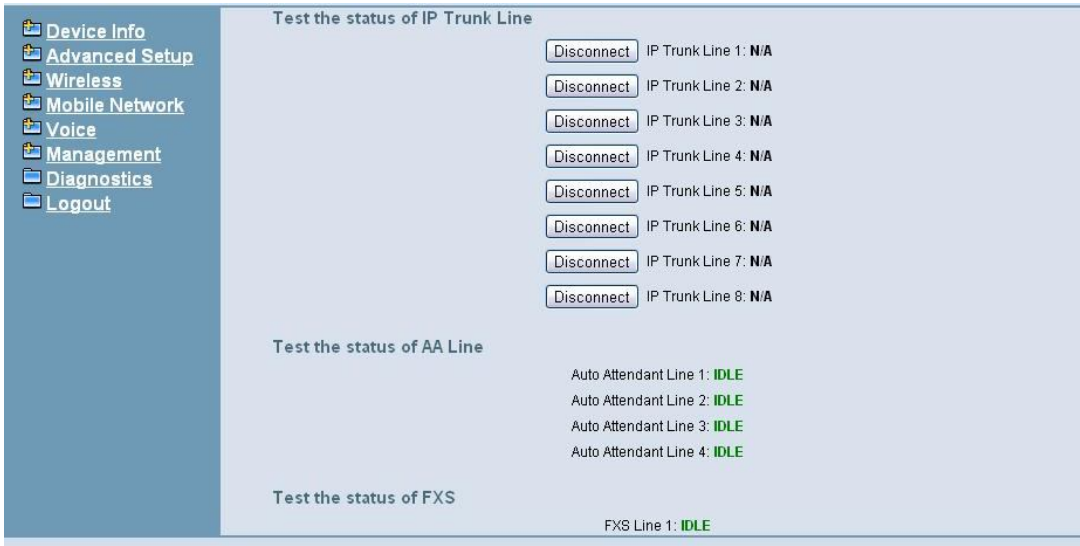 Device Info
Advanced Setup
Wireless
Mobile Network
Voice
Management
Diagnostics
Logout
Test the status of IP Trunk Line
Disconnect IP Trunk Line 1: N/A
Disconnect IP Trunk Line 2: N/A
Disconnect IP Trunk Line 3: N/A
Disconnect IP Trunk Line 4: N/A
Disconnect IP Trunk Line 5: N/A
Disconnect IP Trunk Line 6: N/A
Disconnect IP Trunk Line 7: N/A
Disconnect IP Trunk Line 8: N/A
Test the status of AA Line
Auto Attendant Line 1: IDLE
Auto Attendant Line 2: IDLE
Auto Attendant Line 3: IDLE
Auto Attendant Line 4: IDLE
Test the status of FXS
FXS Line 1: IDLE